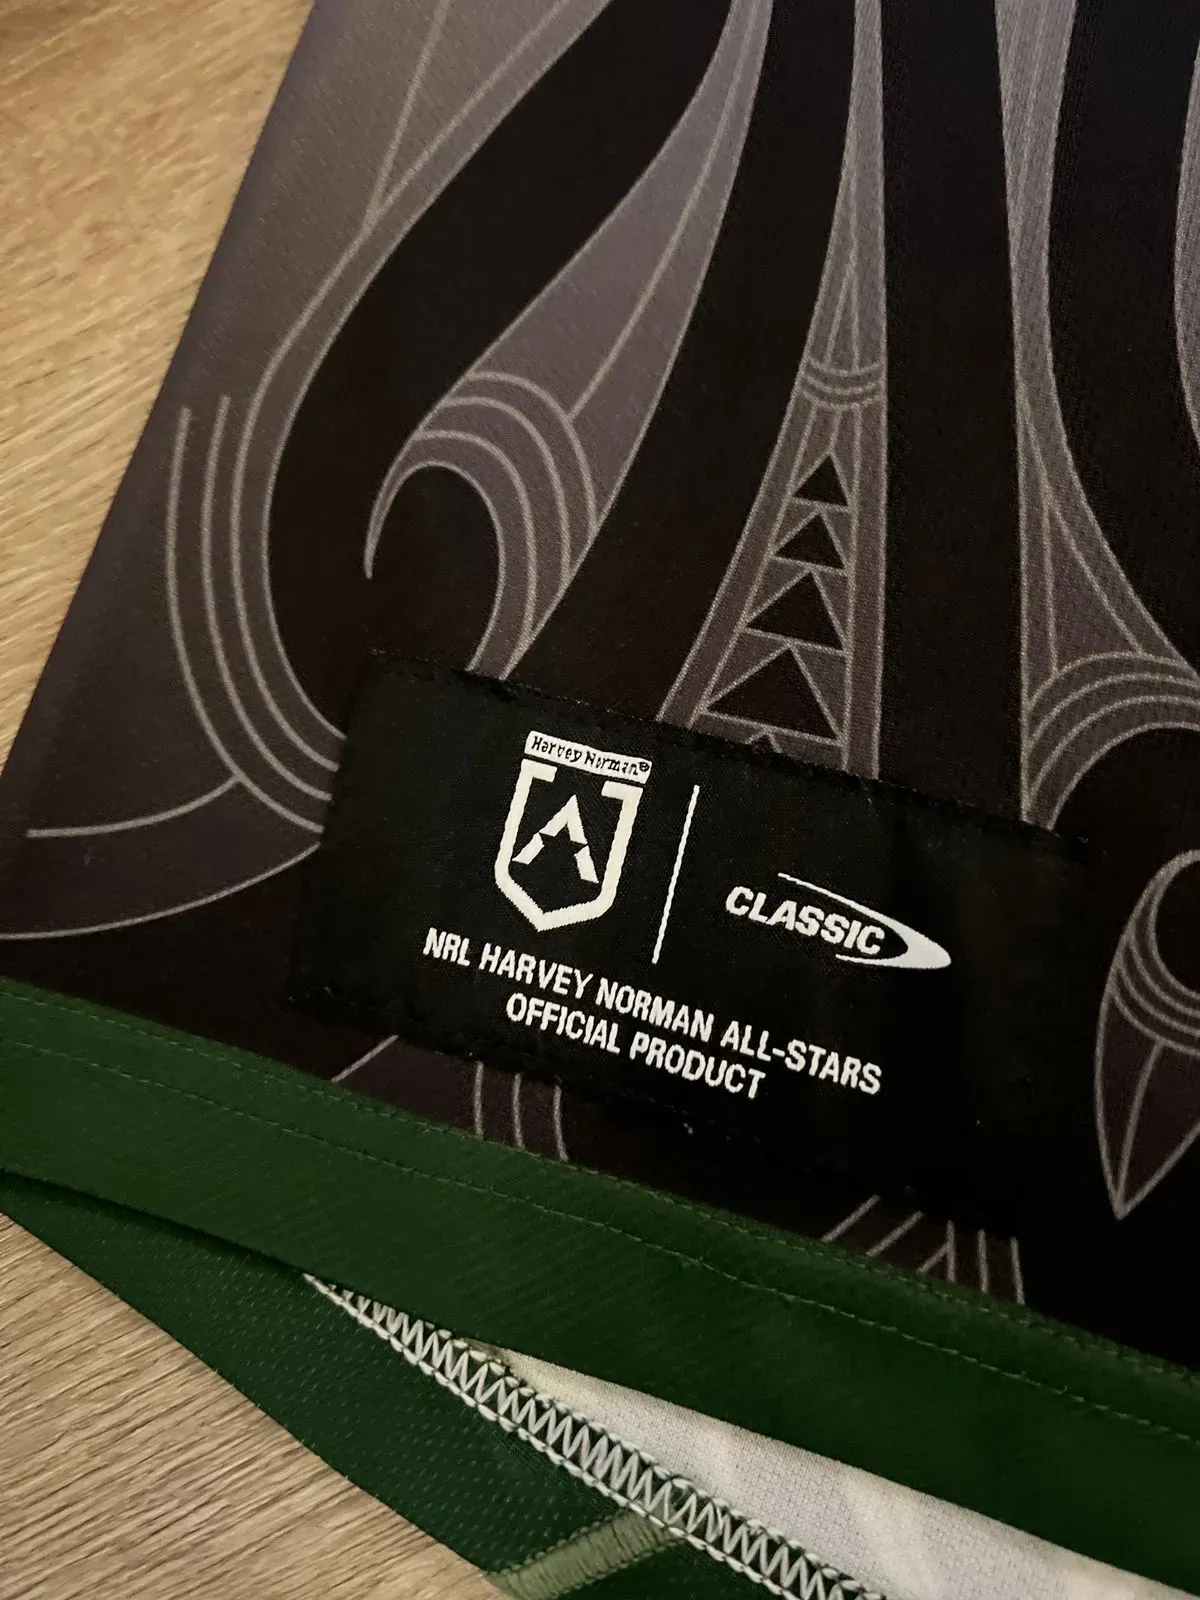 Harvey Norman®
CLASSIC
NRL HARVEY NORMAN ALL-STARS
OFFICIAL PRODUCT